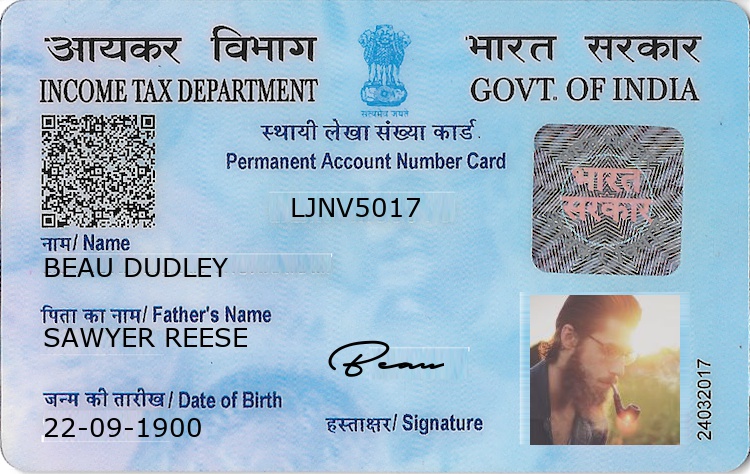 आयकर विभाग
INCOME TAX DEPARTMENT
सत्यमेव जयते
भारत सरकार
GOVT. OF INDIA
स्थायी लेखा संख्या कार्ड
Permanent Account Number Card
LJNV5017
भारत
सरकार
नाम/ Name
BEAU DUDLEY
पिता का नाम/ Father's Name
SAWYER REESE
Beau
जन्म की तारीख/ Date of Birth
22-09-1900
हस्ताक्षर/ Signature
24032017